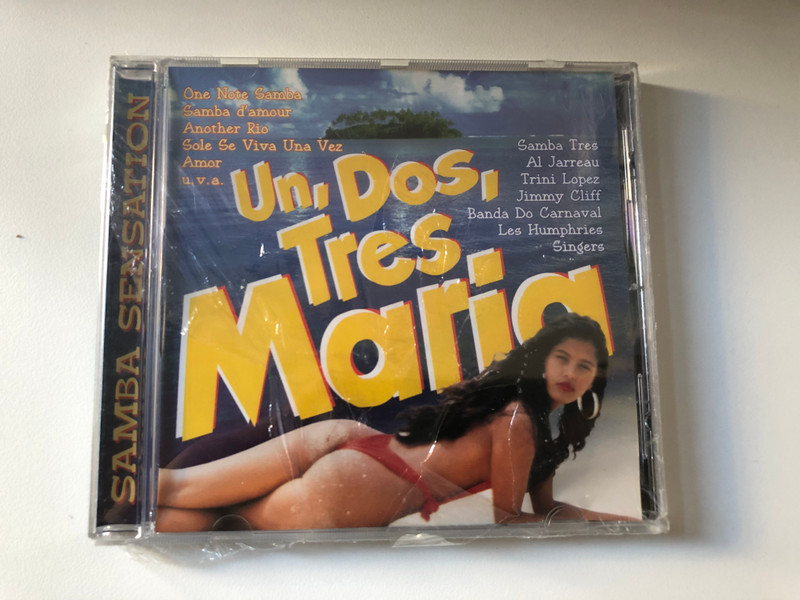 SAMBA SENSATION
One Note Samba
Samba d'amour
Another Rio
Sole Se Viva Una Vez
Amor
u.v.a.
Samba Tres
Al Jarreau
Trini Lopez
Jimmy Cliff
Banda Do Carnaval
Les Humphries
Singers
Un, Dos,
Tres
Maria